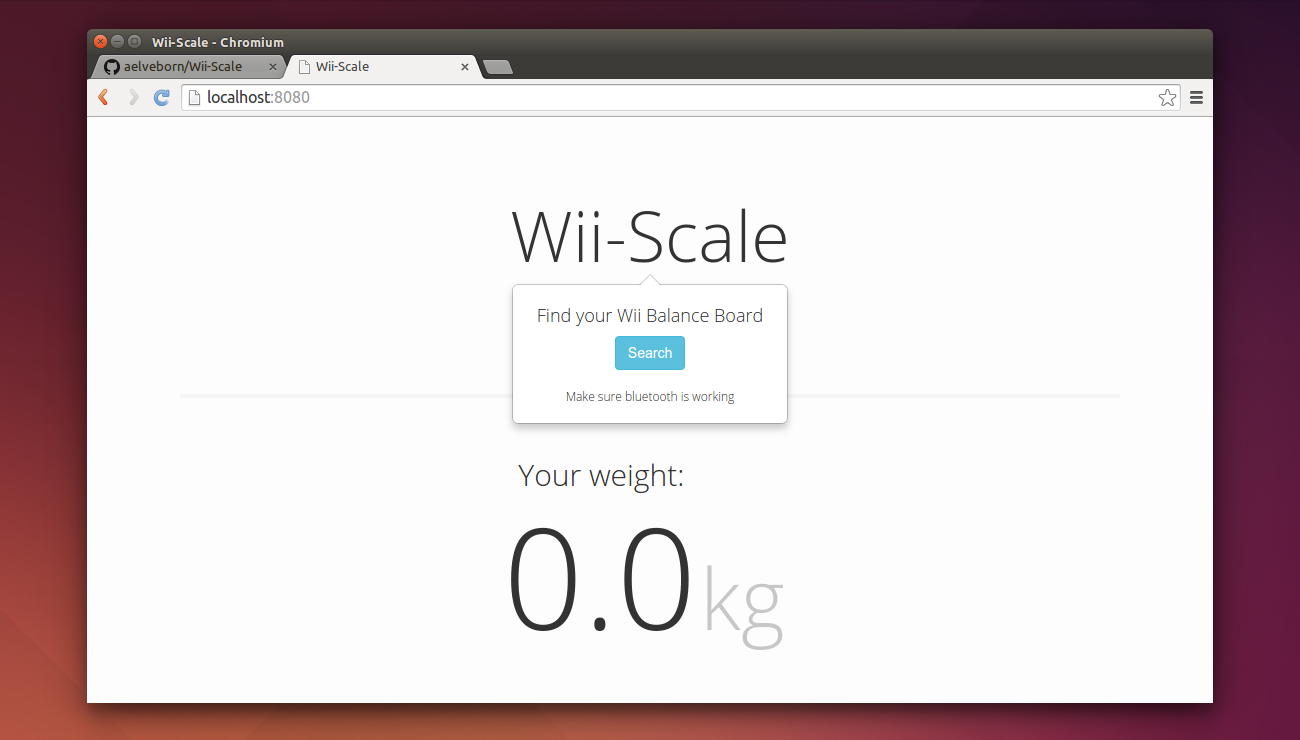 Wii-Scale - Chromium
aelveborn/Wii-Scale
Wii-Scale
localhost:8080
Wii-Scale
Find your Wii Balance Board
Search
Make sure bluetooth is working
Your weight:
0.0 kg